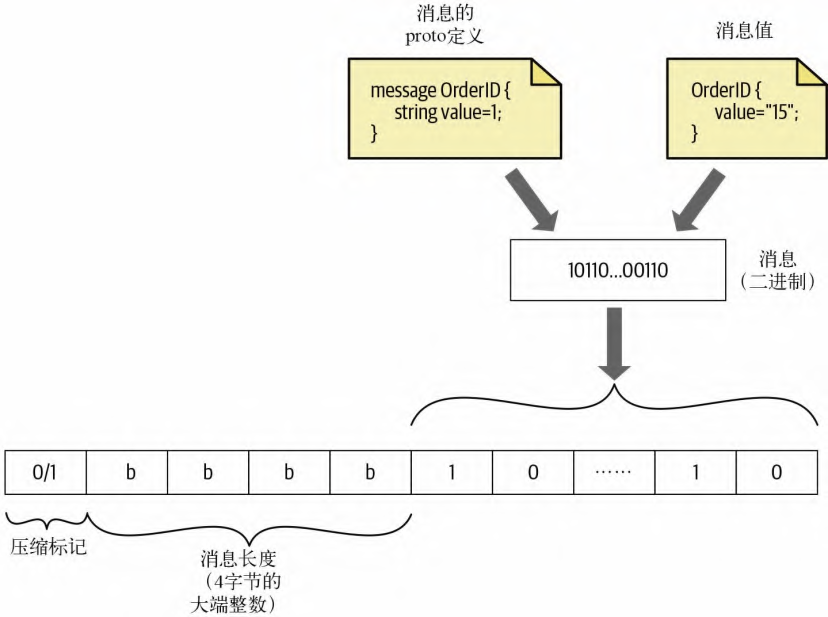 消息的
proto定义
消息值
message OrderID {
string value=1;
}
OrderID {
value="15";
}
10110...00110
消息
（二进制）
0/1 b b b b 1 0 …… 1 0
压缩标记
消息长度
（4字节的
大端整数）